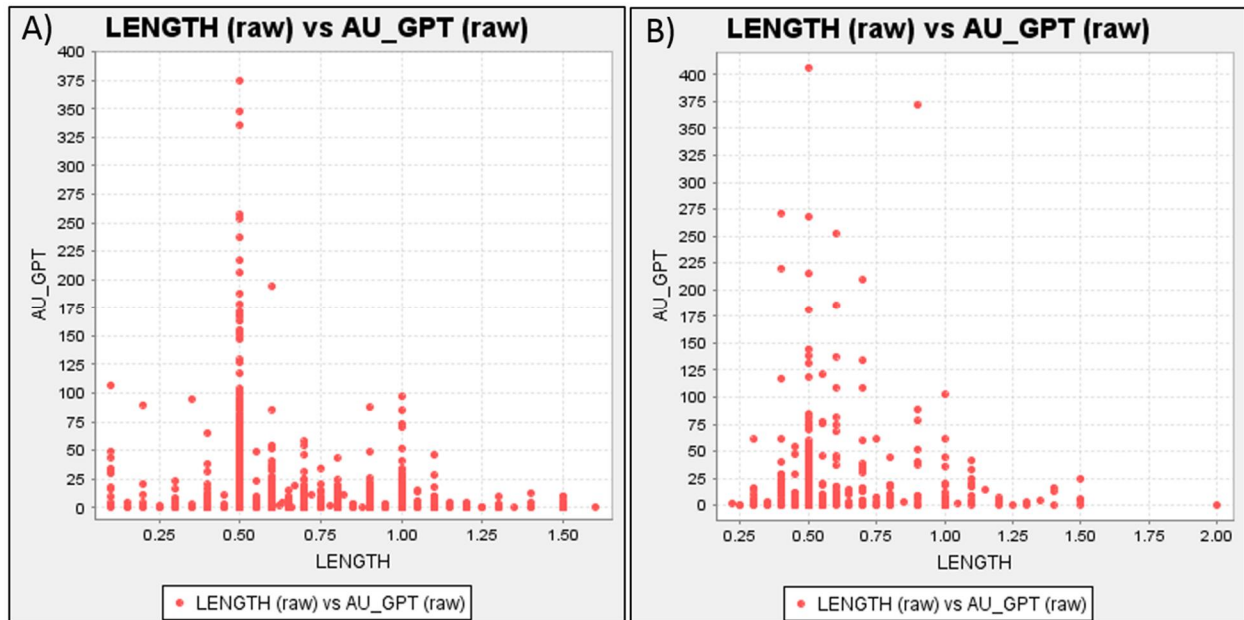 A)
LENGTH (raw) vs AU_GPT (raw)
400
375
350
325
300
275
250
225
200
175
150
125
100
75
50
25
0
AU_GPT
0.25 0.50 0.75 1.00 1.25 1.50
LENGTH
LENGTH (raw) vs AU_GPT (raw)
B)
LENGTH (raw) vs AU_GPT (raw)
400
375
350
325
300
275
250
225
200
175
150
125
100
75
50
25
0
AU_GPT
0.25 0.50 0.75 1.00 1.25 1.50 1.75 2.00
LENGTH
LENGTH (raw) vs AU_GPT (raw)